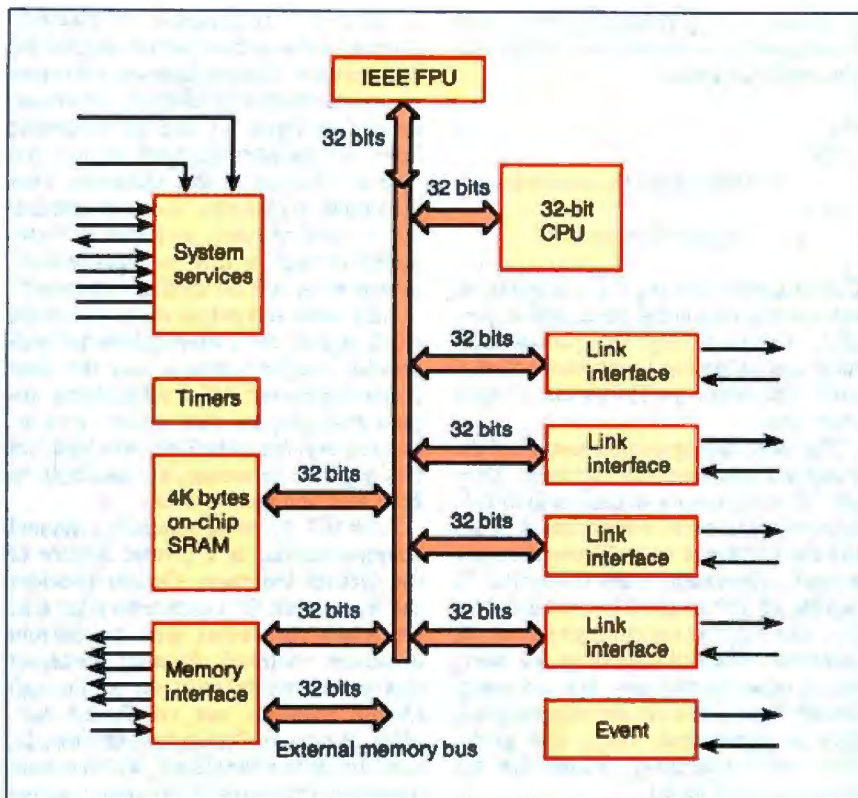 IEEE FPU
32 bits
32 bits
32-bit
CPU
System
services
32 bits
Link
interface
Timers
32 bits
Link
interface
4K bytes
on-chip
SRAM
32 bits
32 bits
Link
interface
Memory
interface
32 bits
32 bits
Link
interface
32 bits
External memory bus
Event